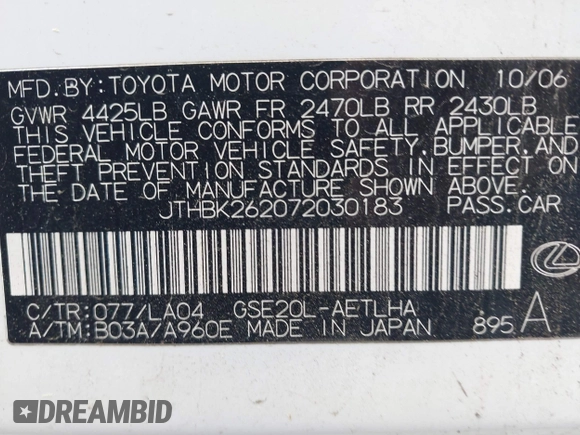 MFD. BY: TOYOTA MOTOR CORPORATION 10/06
GVWR 4425LB GAWR FR 2470LB RR 2430LB
THIS VEHICLE CONFORMS TO ALL APPLICABLE
FEDERAL MOTOR VEHICLE SAFETY, BUMPER, AND
THEFT PREVENTION STANDARDS IN EFFECT ON
THE DATE OF MANUFACTURE SHOWN ABOVE.
JTHBK262072030183 PASS. CAR
C/TR: 077/LA04 GSE20L-AETLHA
A/TM: B03A/A960E MADE IN JAPAN 895 A
DREAMBID